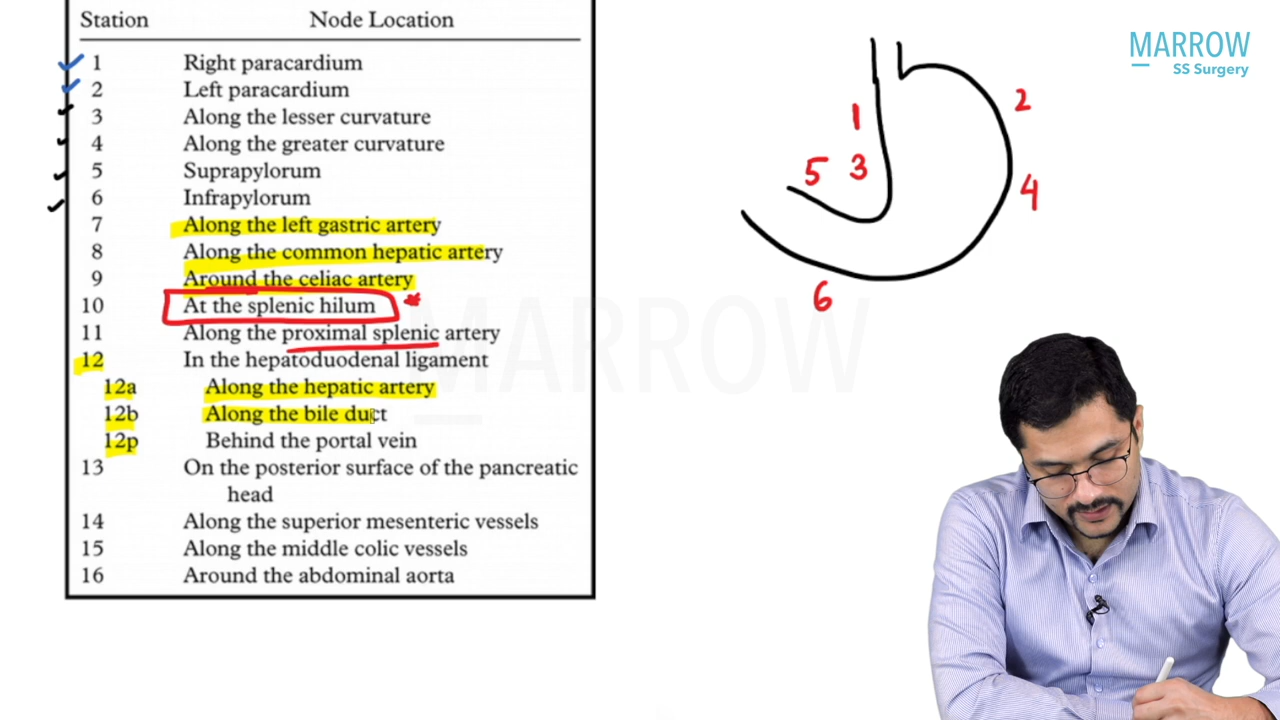 Station Node Location
1 Right paracardium
2 Left paracardium
3 Along the lesser curvature
4 Along the greater curvature
5 Suprapylorum
6 Infrapylorum
7 Along the left gastric artery
8 Along the common hepatic artery
9 Around the celiac artery
10 At the splenic hilum
11 Along the proximal splenic artery
12 In the hepatoduodenal ligament
12a Along the hepatic artery
12b Along the bile duct
12p Behind the portal vein
13 On the posterior surface of the pancreatic
head
14 Along the superior mesenteric vessels
15 Along the middle colic vessels
16 Around the abdominal aorta
MARROW
SS Surgery
1
2
3
5
4
6
MARROW